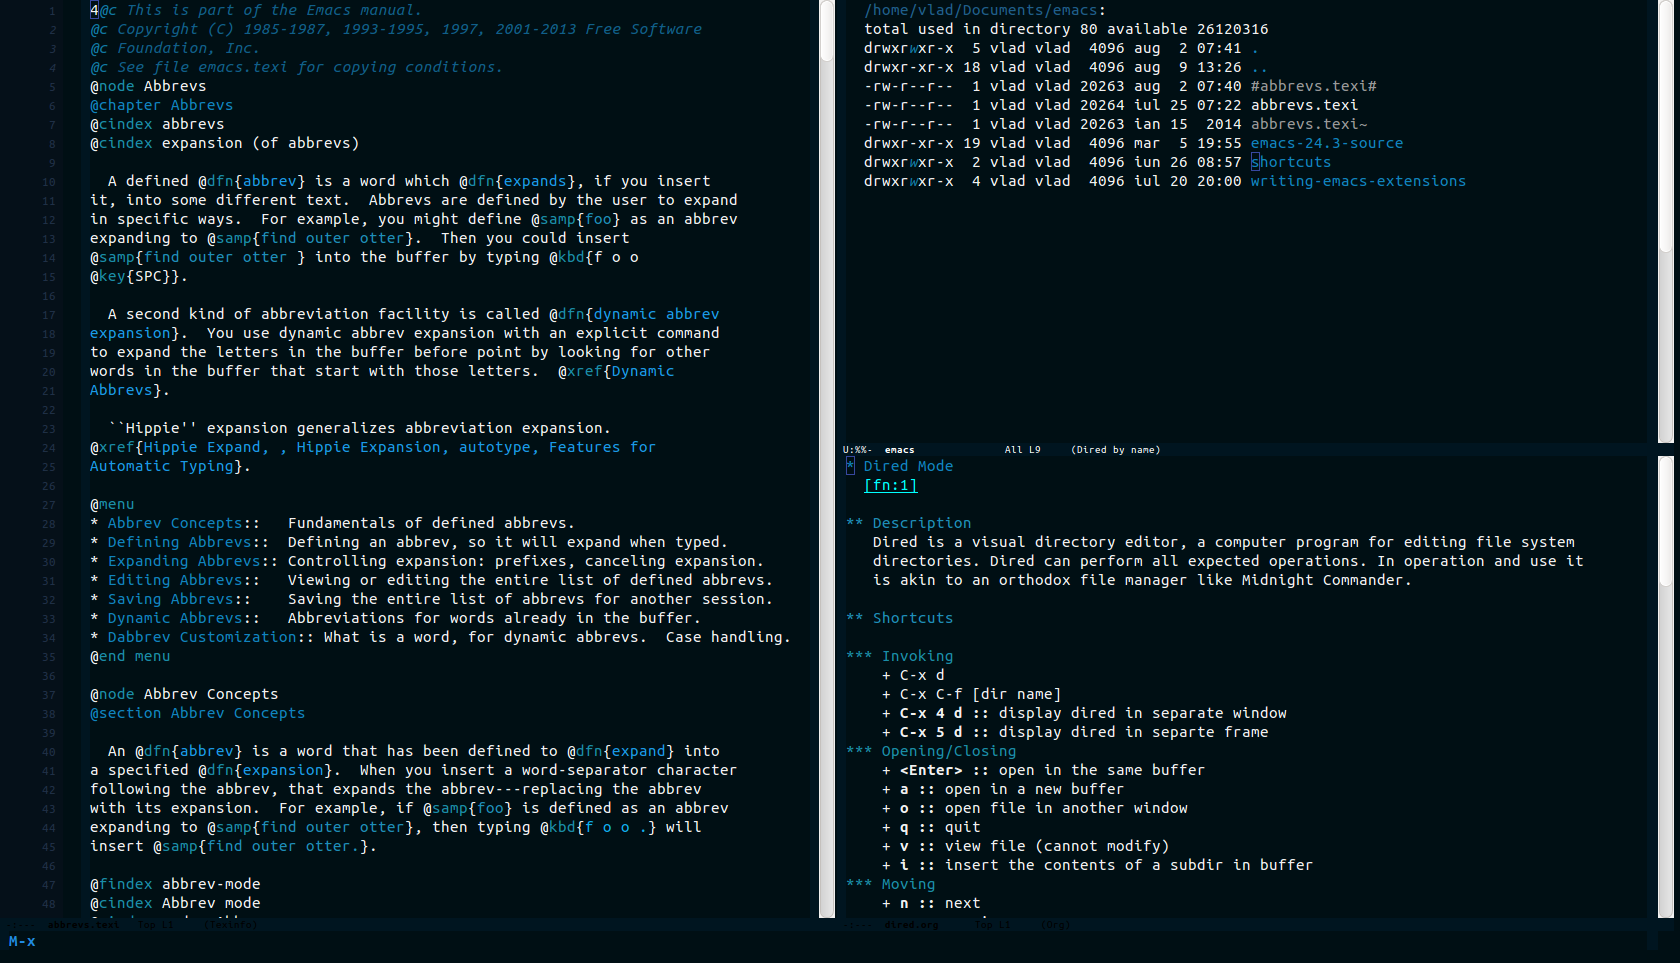 1 4@c This is part of the Emacs manual.
2 @c Copyright (C) 1985-1987, 1993-1995, 1997, 2001-2013 Free Software
3 @c Foundation, Inc.
4 @c See file emacs.texi for copying conditions.
5 @node Abbrevs
6 @chapter Abbrevs
7 @cindex abbrevs
8 @cindex expansion (of abbrevs)
9
10   A defined @dfn{abbrev} is a word which @dfn{expands}, if you insert
11 it, into some different text.  Abbrevs are defined by the user to expand
12 in specific ways.  For example, you might define @samp{foo} as an abbrev
13 expanding to @samp{find outer otter}.  Then you could insert
14 @samp{find outer otter } into the buffer by typing @kbd{f o o
15 @key{SPC}}.
16
17   A second kind of abbreviation facility is called @dfn{dynamic abbrev
18 expansion}.  You use dynamic abbrev expansion with an explicit command
19 to expand the letters in the buffer before point by looking for other
20 words in the buffer that start with those letters.  @xref{Dynamic
21 Abbrevs}.
22
23   ``Hippie'' expansion generalizes abbreviation expansion.
24 @xref{Hippie Expand, , Hippie Expansion, autotype, Features for
25 Automatic Typing}.
26
27 @menu
28 * Abbrev Concepts::   Fundamentals of defined abbrevs.
29 * Defining Abbrevs::  Defining an abbrev, so it will expand when typed.
30 * Expanding Abbrevs:: Controlling expansion: prefixes, canceling expansion.
31 * Editing Abbrevs::   Viewing or editing the entire list of defined abbrevs.
32 * Saving Abbrevs::    Saving the entire list of abbrevs for another session.
33 * Dynamic Abbrevs::   Abbreviations for words already in the buffer.
34 * Dabbrev Customization:: What is a word, for dynamic abbrevs.  Case handling.
35 @end menu
36
37 @node Abbrev Concepts
38 @section Abbrev Concepts
39
40   An @dfn{abbrev} is a word that has been defined to @dfn{expand} into
41 a specified @dfn{expansion}.  When you insert a word-separator character
42 following the abbrev, that expands the abbrev---replacing the abbrev
43 with its expansion.  For example, if @samp{foo} is defined as an abbrev
44 expanding to @samp{find outer otter}, then typing @kbd{f o o .} will
45 insert @samp{find outer otter.}.
46
47 @findex abbrev-mode
48 @cindex Abbrev mode
abbrevs.texi   Top L1   (Texinfo)
/home/vlad/Documents/emacs:
total used in directory 80 available 26120316
drwxrwxr-x  5 vlad vlad  4096 aug  2 07:41 .
drwxr-xr-x 18 vlad vlad  4096 aug  9 13:26 ..
-rw-r--r--  1 vlad vlad 20263 aug  2 07:40 #abbrevs.texi#
-rw-r--r--  1 vlad vlad 20264 iul 25 07:22 abbrevs.texi
-rw-r--r--  1 vlad vlad 20263 ian 15  2014 abbrevs.texi~
drwxr-xr-x 19 vlad vlad  4096 mar  5 19:55 emacs-24.3-source
drwxrwxr-x  2 vlad vlad  4096 iun 26 08:57 shortcuts
drwxrwxr-x  4 vlad vlad  4096 iul 20 20:00 writing-emacs-extensions
U:%%-  emacs   All L9   (Dired by name)
* Dired Mode
[fn:1]

** Description
Dired is a visual directory editor, a computer program for editing file system
directories. Dired can perform all expected operations. In operation and use it
is akin to an orthodox file manager like Midnight Commander.

** Shortcuts

*** Invoking
+ C-x d
+ C-x C-f [dir name]
+ C-x 4 d :: display dired in separate window
+ C-x 5 d :: display dired in separte frame
*** Opening/Closing
+ <Enter> :: open in the same buffer
+ a :: open in a new buffer
+ o :: open file in another window
+ q :: quit
+ v :: view file (cannot modify)
+ i :: insert the contents of a subdir in buffer
*** Moving
+ n :: next
dired.org   Top L1   (Org)
M-x